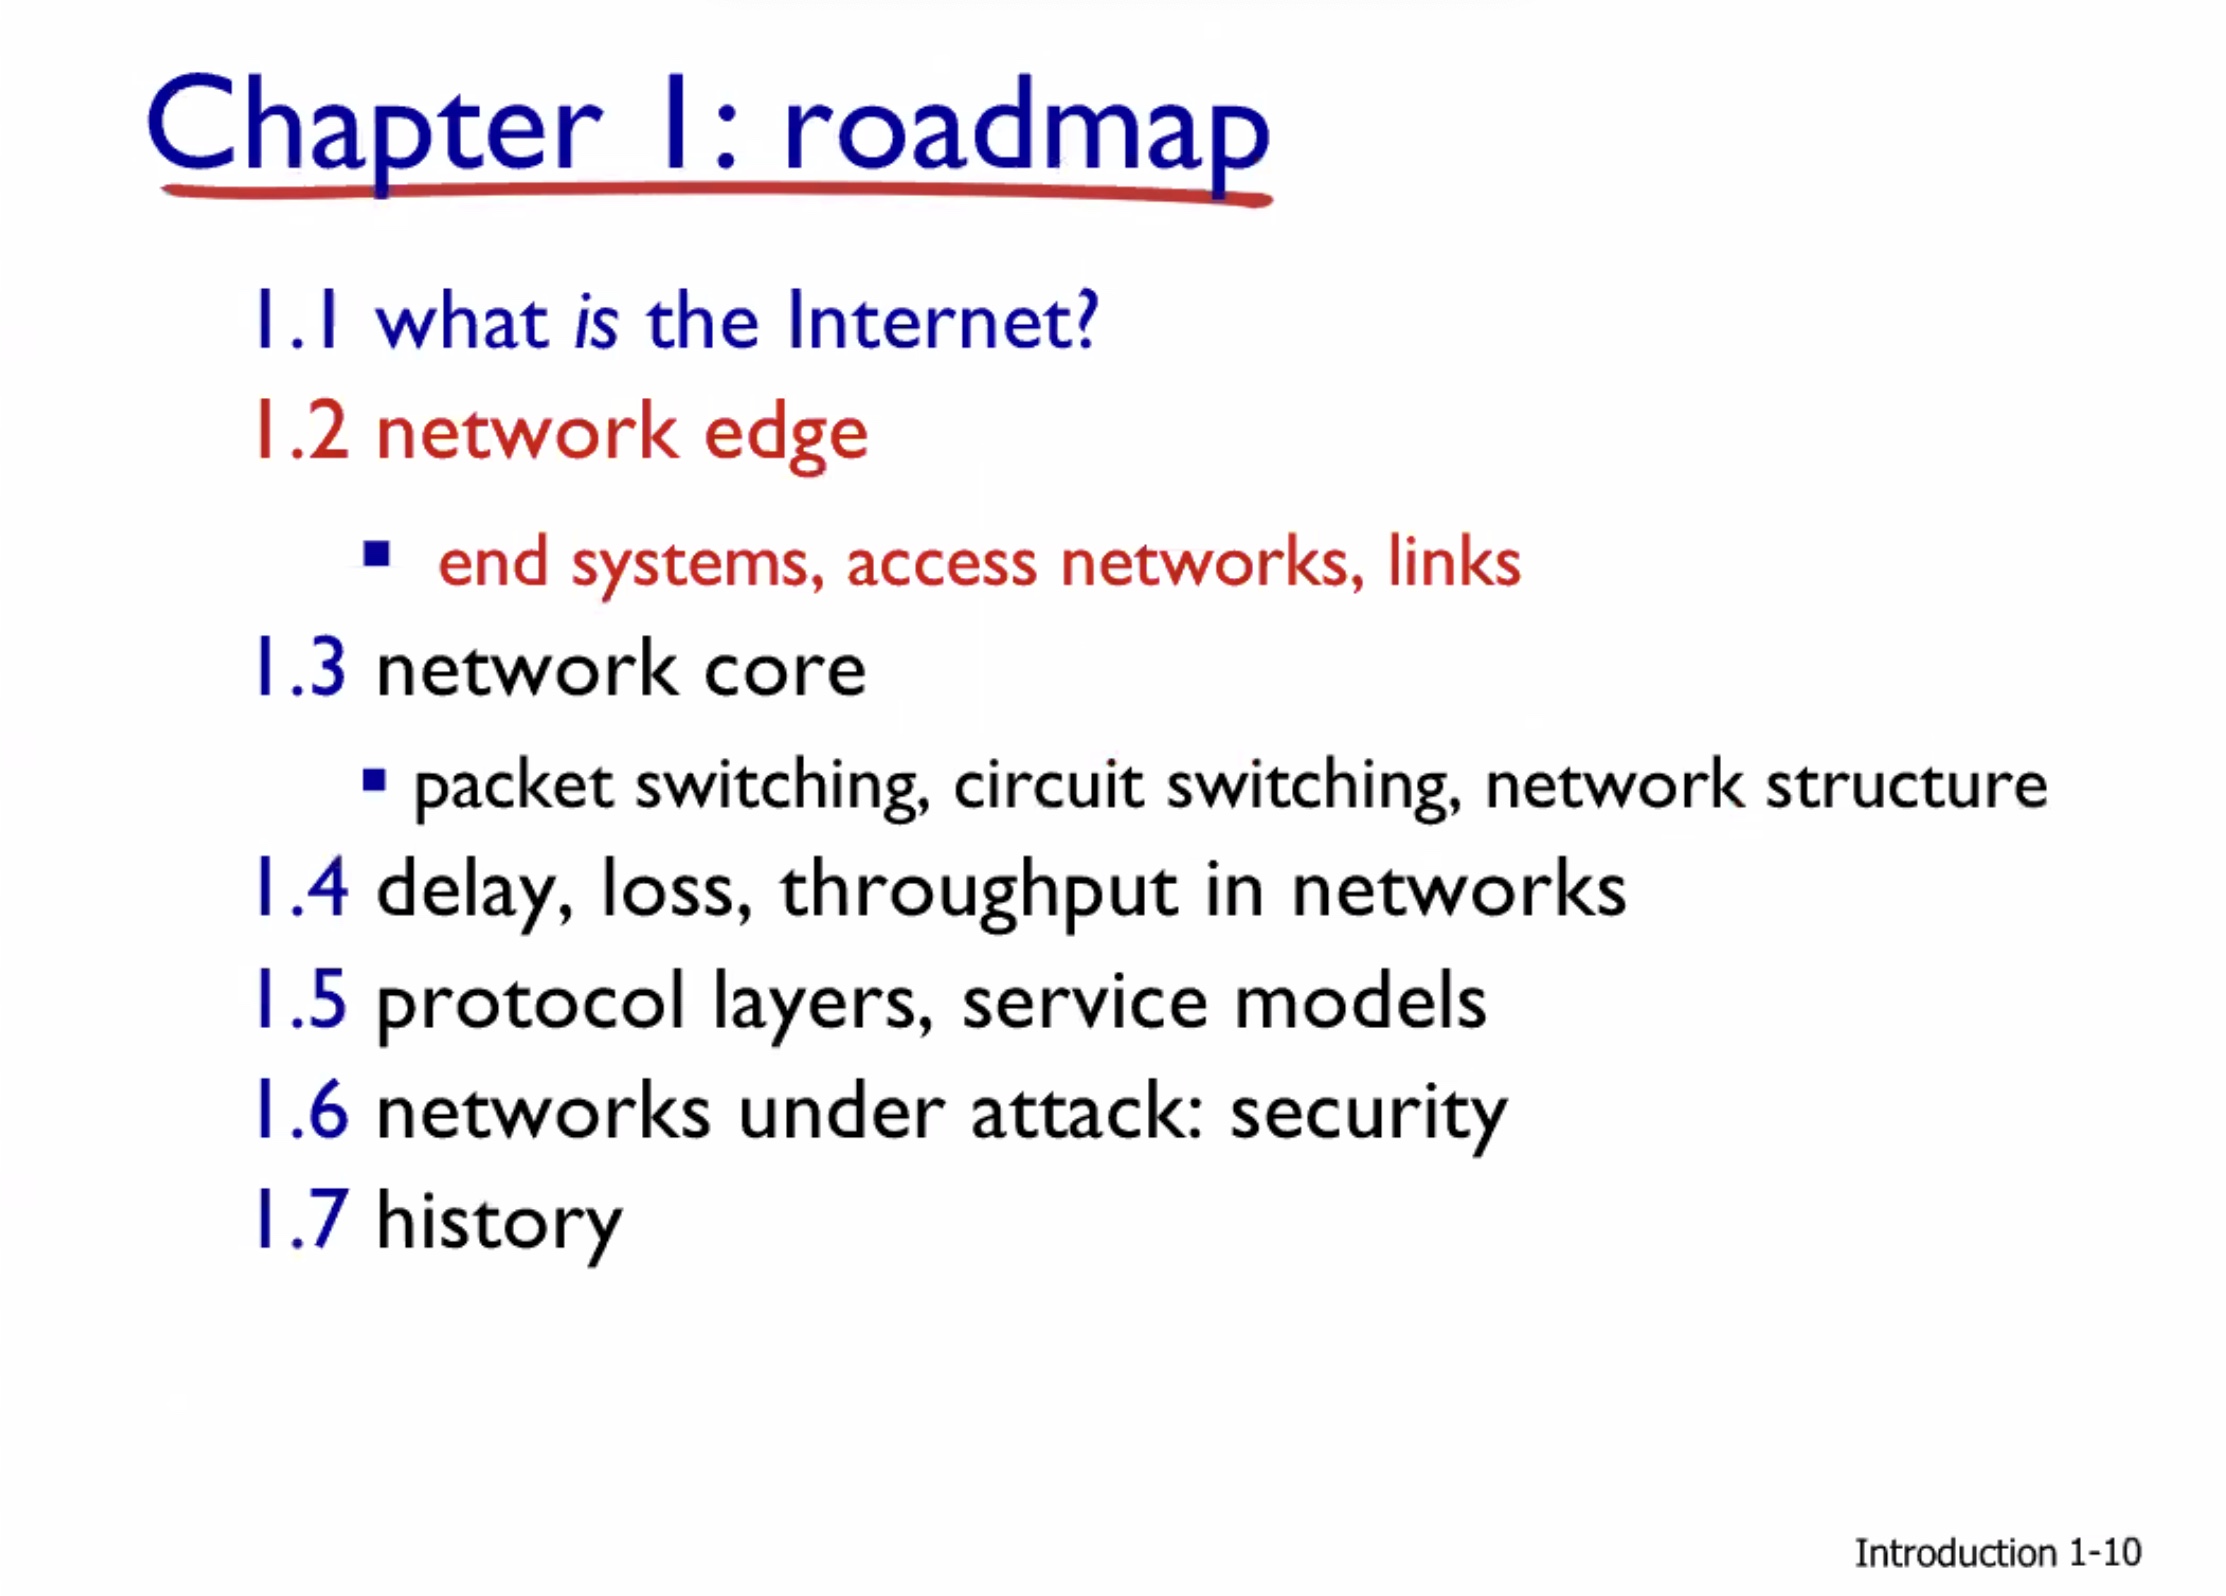 Chapter 1: roadmap
1.1 what is the Internet?
1.2 network edge
▪ end systems, access networks, links
1.3 network core
▪ packet switching, circuit switching, network structure
1.4 delay, loss, throughput in networks
1.5 protocol layers, service models
1.6 networks under attack: security
1.7 history
Introduction 1-10